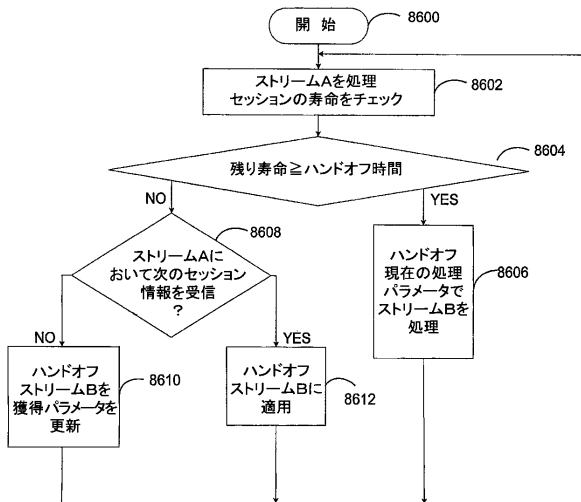 開 始
8600
ストリームAを処理
セッションの寿命をチェック
8602
残り寿命≧ハンドオフ時間
8604
NO
YES
ストリームAに
おいて次のセッション
情報を受信
?
8608
ハンドオフ
現在の処理
パラメータで
ストリームBを
処理
8606
NO
YES
ハンドオフ
ストリームBを
獲得パラメータを
更新
8610
ハンドオフ
ストリームBに
適用
8612